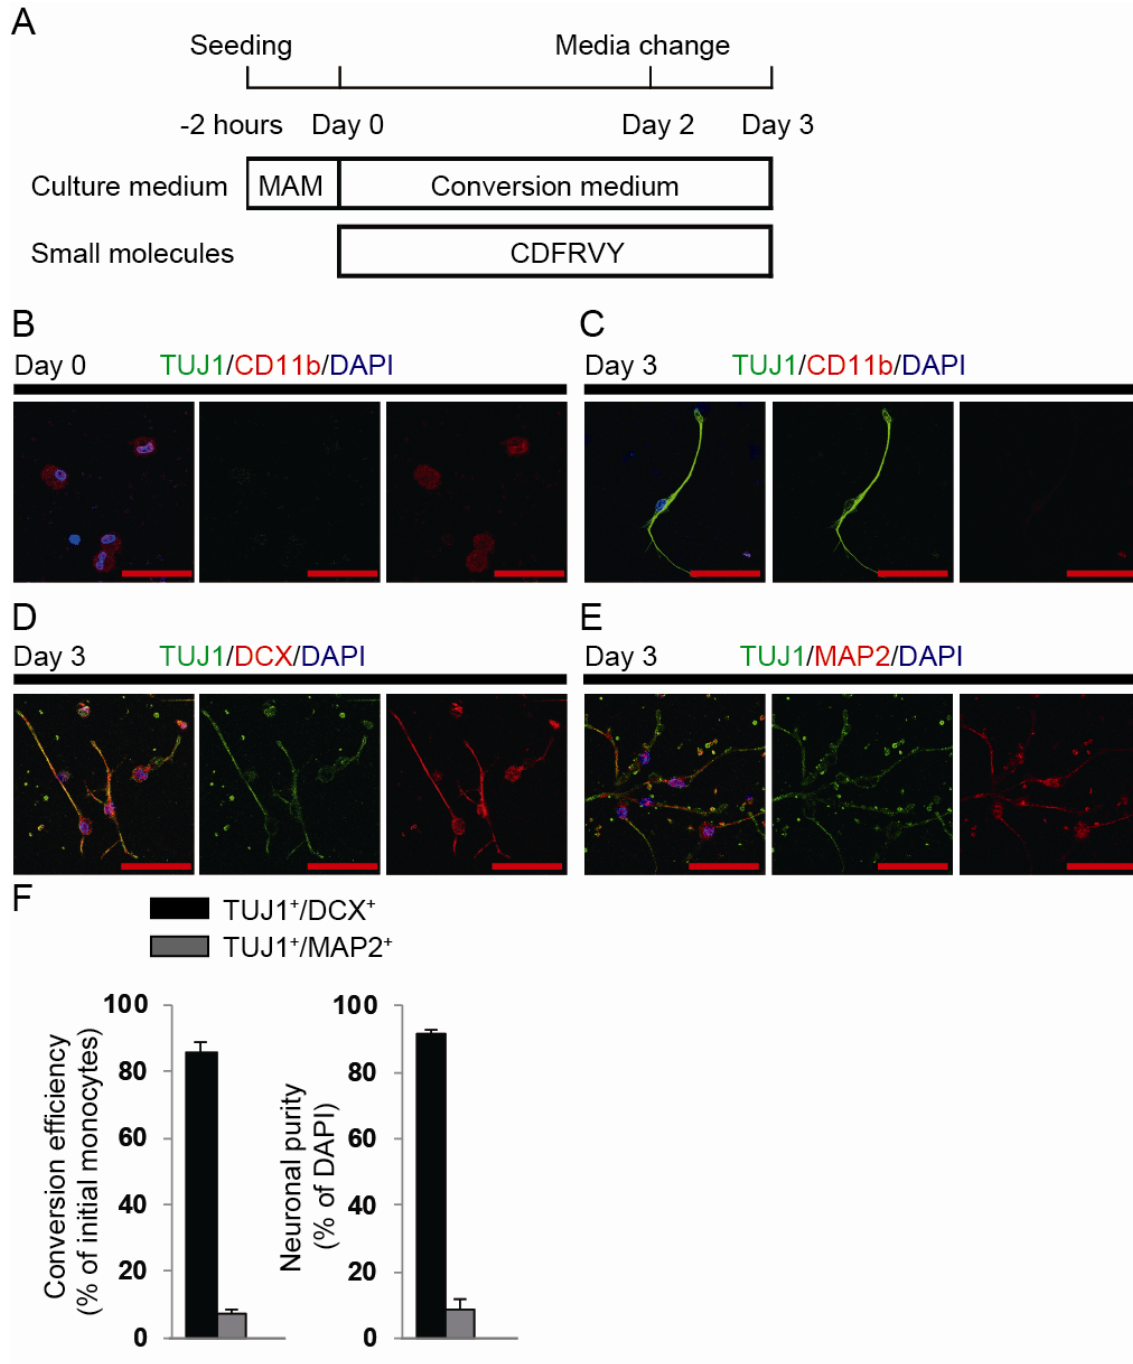 A
Seeding Media change
-2 hours Day 0 Day 2 Day 3
Culture medium MAM Conversion medium
Small molecules CDFRVY
B
Day 0 TUJ1/CD11b/DAPI
C
Day 3 TUJ1/CD11b/DAPI
D
Day 3 TUJ1/DCX/DAPI
E
Day 3 TUJ1/MAP2/DAPI
F
TUJ1⁺/DCX⁺
TUJ1⁺/MAP2⁺
Conversion efficiency
(% of initial monocytes)
100
80
60
40
20
0
Neuronal purity
(% of DAPI)
100
80
60
40
20
0